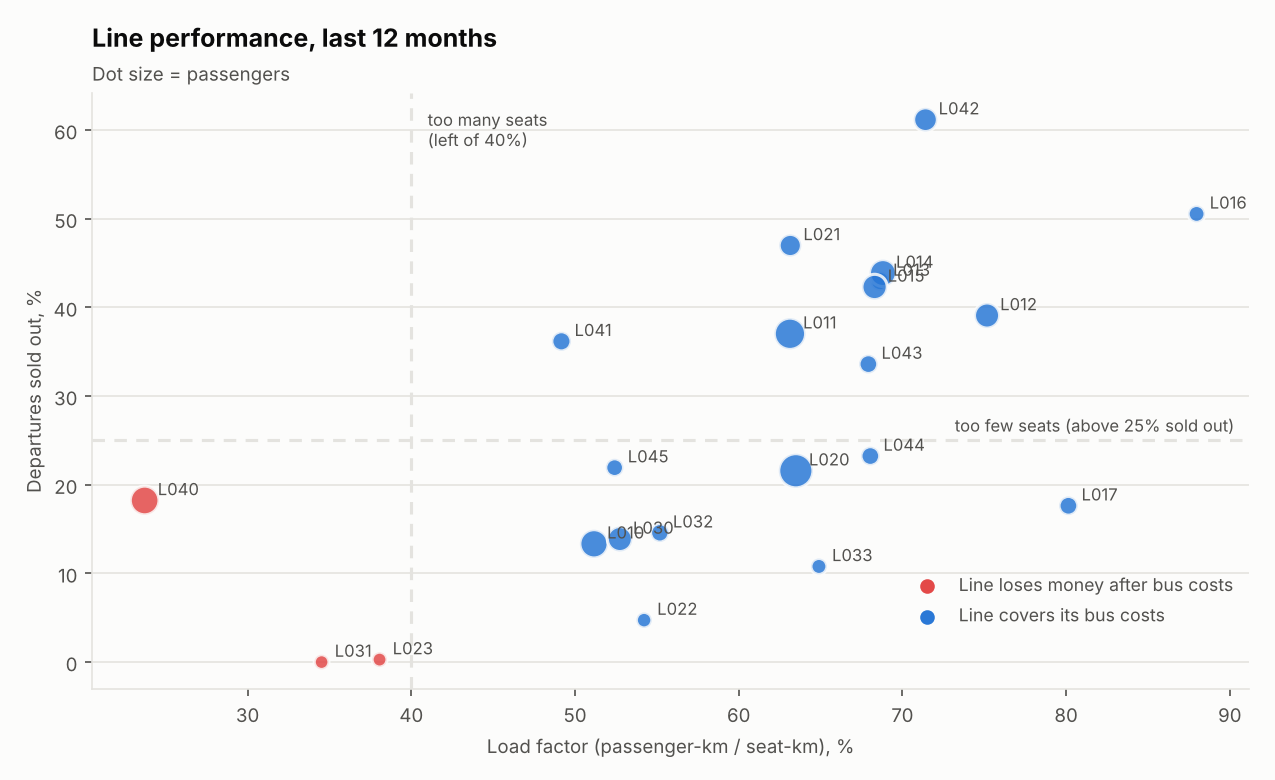 Line performance, last 12 months
Dot size = passengers
too many seats
(left of 40%)
L042
60
L016
50
L021
L014
L013
L015
L012
40
L011
L041
L043
30
too few seats (above 25% sold out)
L044
L045
L020
L040
20
L017
L032
L030
L010
L033
10
Line loses money after bus costs
Line covers its bus costs
L022
L031
L023
0
Departures sold out, %
30
40
50
60
70
80
90
Load factor (passenger-km / seat-km), %